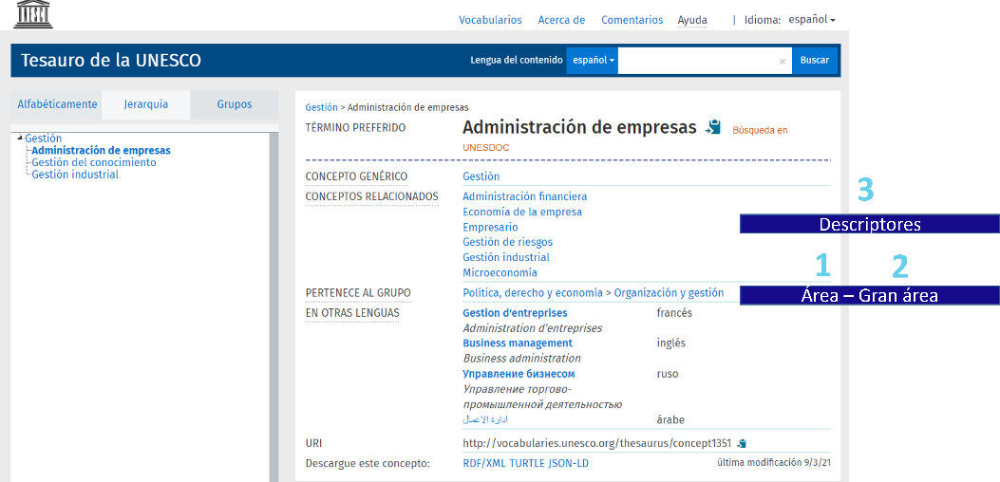 UNESCO
Vocabularios Acerca de Comentarios Ayuda | Idioma: español
Tesauro de la UNESCO Lengua del contenido español × Buscar
Alfabéticamente Jerarquía Grupos
Gestión
Administración de empresas
Gestión del conocimiento
Gestión industrial
Gestión > Administración de empresas
TÉRMINO PREFERIDO Administración de empresas Búsqueda en
UNESDOC
CONCEPTO GENÉRICO Gestión
CONCEPTOS RELACIONADOS Administración financiera
Economía de la empresa
Empresario
Gestión de riesgos
Gestión industrial
Microeconomía
3
Descriptores
1 2
PERTENECE AL GRUPO Política, derecho y economía > Organización y gestión
Área – Gran área
EN OTRAS LENGUAS Gestion d'entreprises francés
Administration d'entreprises
Business management inglés
Business administration
Управление бизнесом ruso
Управление торгово-
промышленной деятельностью
ادارة الاعمال árabe
URI http://vocabularies.unesco.org/thesaurus/concept1351
Descargue este concepto: RDF/XML TURTLE JSON-LD última modificación 9/3/21